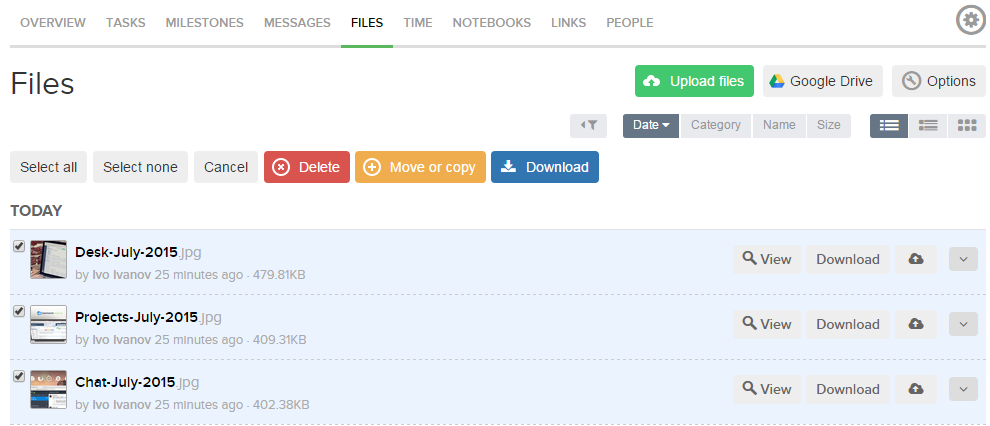 OVERVIEW TASKS MILESTONES MESSAGES FILES TIME NOTEBOOKS LINKS PEOPLE
Files Upload files Google Drive Options
Date Category Name Size
Select all Select none Cancel Delete Move or copy Download
TODAY
Desk-July-2015.jpg
by Ivo Ivanov 25 minutes ago · 479.81KB
View Download
Projects-July-2015.jpg
by Ivo Ivanov 25 minutes ago · 409.31KB
View Download
Chat-July-2015.jpg
by Ivo Ivanov 25 minutes ago · 402.38KB
View Download